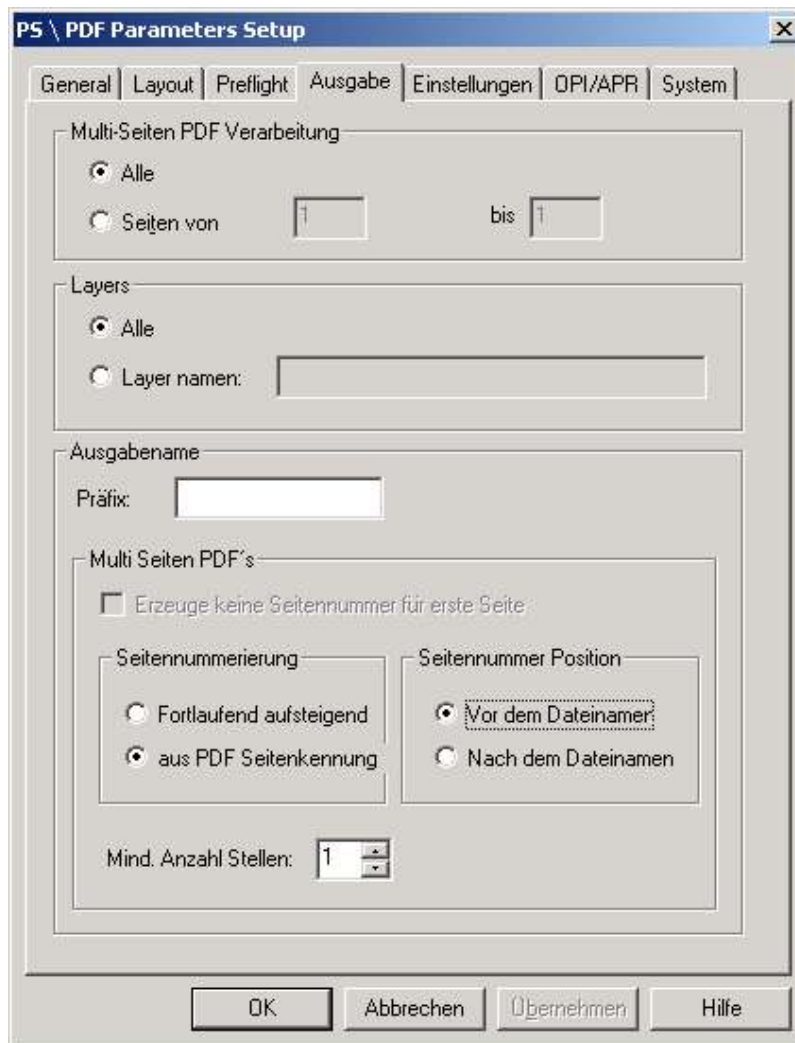 PS \ PDF Parameters Setup
General Layout Preflight Ausgabe Einstellungen OPI/APR System
Multi-Seiten PDF Verarbeitung
Alle
Seiten von 1 bis 1
Layers
Alle
Layer namen:
Ausgabename
Präfix:
Multi Seiten PDF´s
Erzeuge keine Seitennummer für erste Seite
Seitennummerierung
Fortlaufend aufsteigend
aus PDF Seitenkennung
Seitennummer Position
Vor dem Dateinamen
Nach dem Dateinamen
Mind. Anzahl Stellen: 1
OK Abbrechen Übernehmen Hilfe